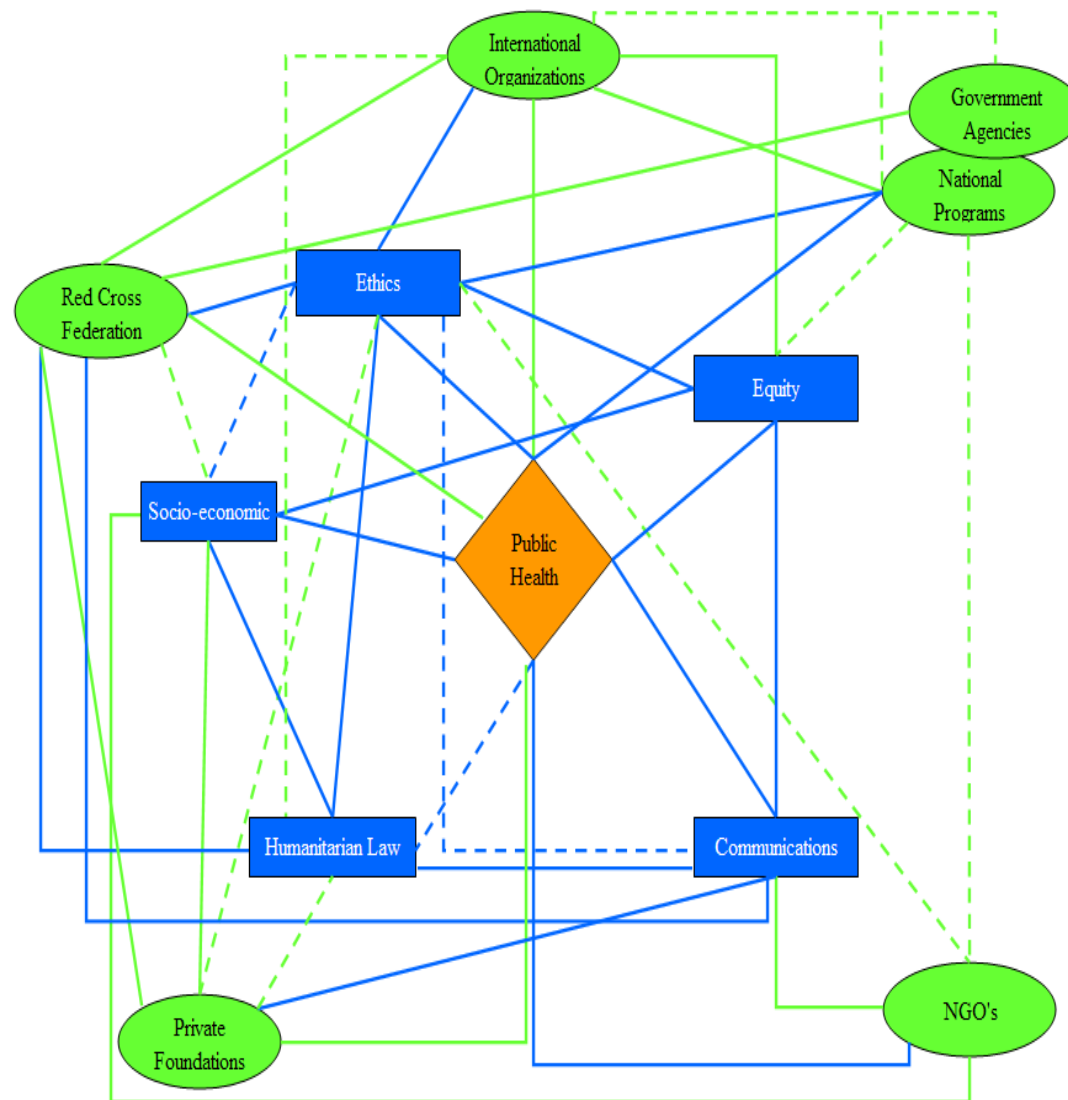 International
Organizations
Government
Agencies
National
Programs
Ethics
Red Cross
Federation
Equity
Socio-economic
Public
Health
Humanitarian Law
Communications
NGO's
Private
Foundations